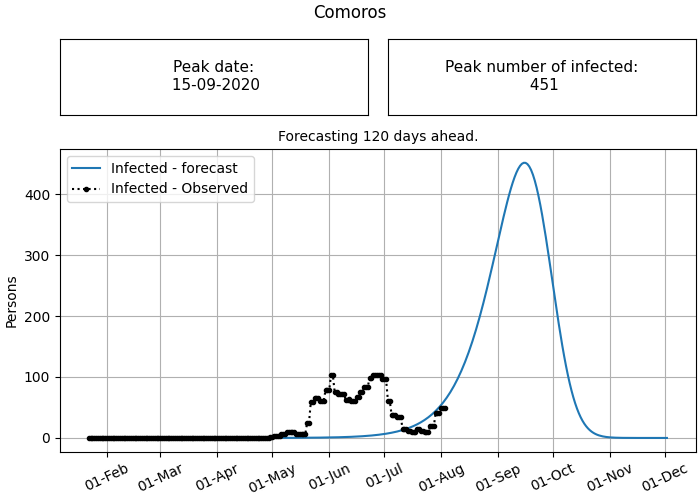 Comoros
Peak date:
15-09-2020
Peak number of infected:
451
Forecasting 120 days ahead.
Infected - forecast
Infected - Observed
Persons
400
300
200
100
0
01-Feb
01-Mar
01-Apr
01-May
01-Jun
01-Jul
01-Aug
01-Sep
01-Oct
01-Nov
01-Dec